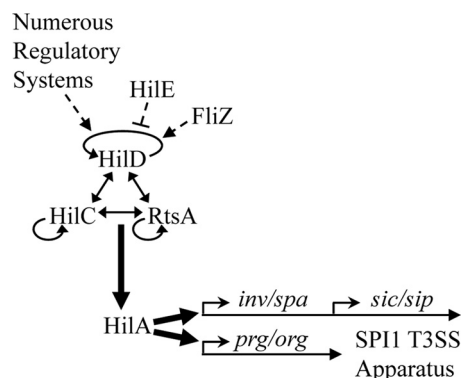 Numerous
Regulatory
Systems
HilE
FliZ
HilD
HilC
RtsA
HilA
inv/spa
sic/sip
prg/org
SPI1 T3SS
Apparatus